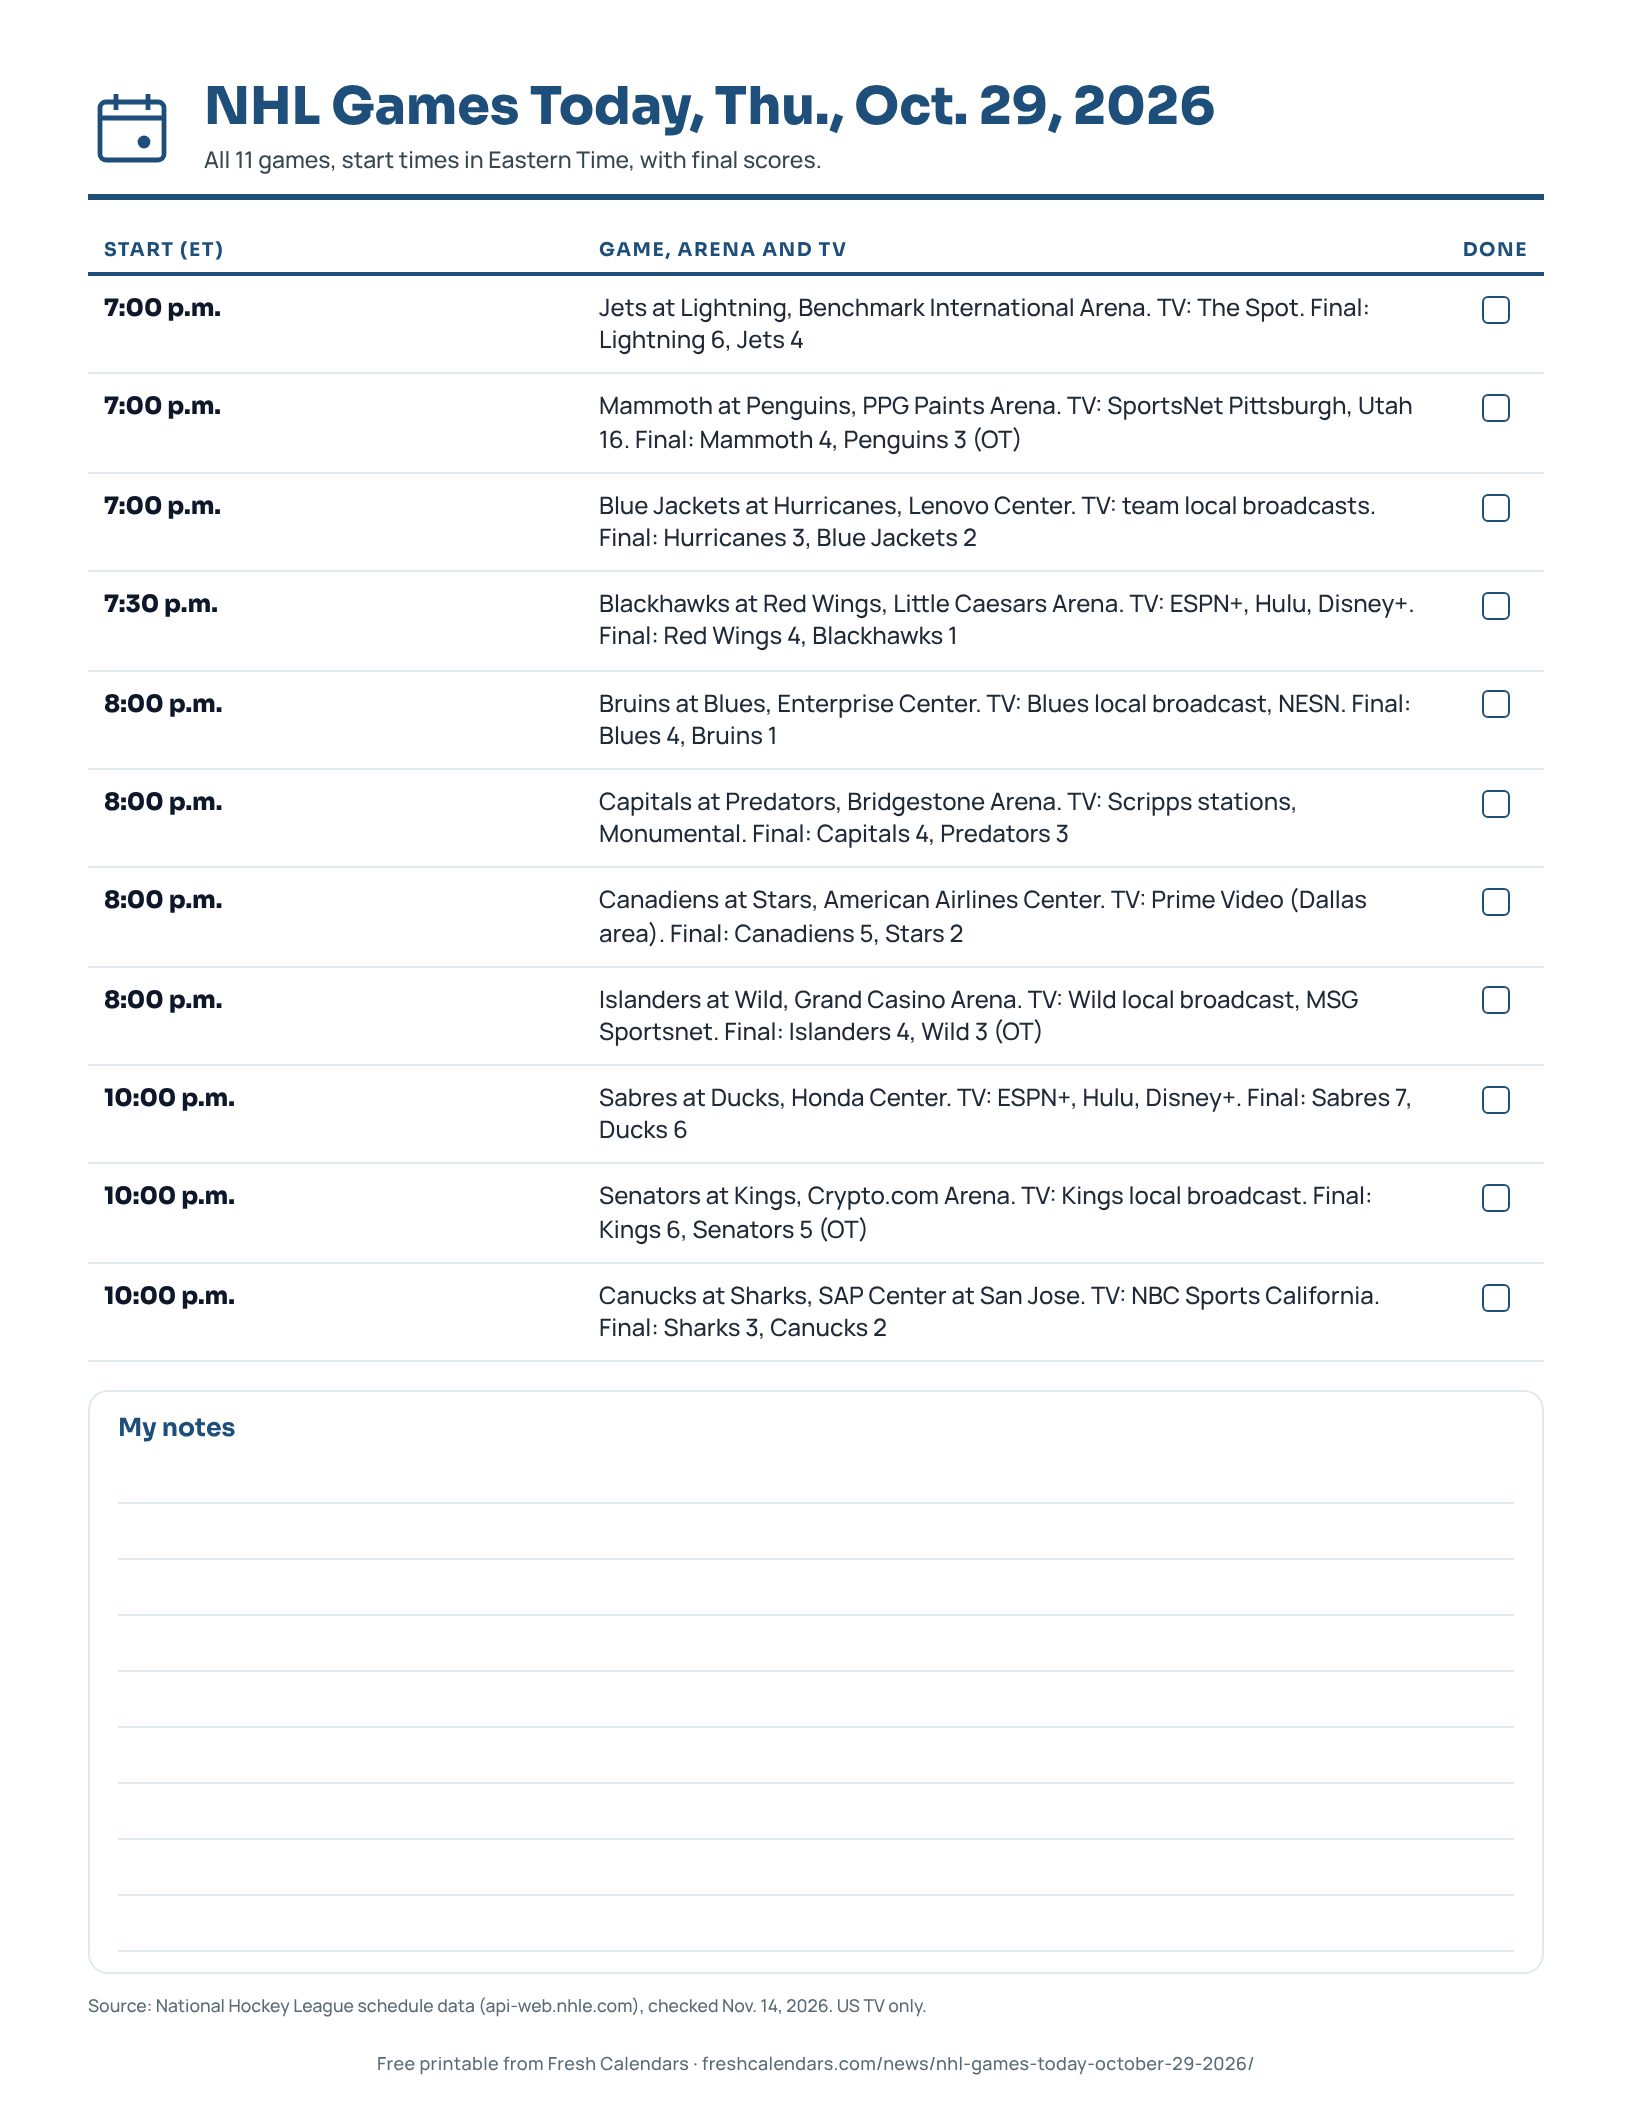 NHL Games Today, Thu., Oct. 29, 2026
All 11 games, start times in Eastern Time, with final scores.
START (ET) GAME, ARENA AND TV DONE
7:00 p.m. Jets at Lightning, Benchmark International Arena. TV: The Spot. Final:
Lightning 6, Jets 4
7:00 p.m. Mammoth at Penguins, PPG Paints Arena. TV: SportsNet Pittsburgh, Utah
16. Final: Mammoth 4, Penguins 3 (OT)
7:00 p.m. Blue Jackets at Hurricanes, Lenovo Center. TV: team local broadcasts.
Final: Hurricanes 3, Blue Jackets 2
7:30 p.m. Blackhawks at Red Wings, Little Caesars Arena. TV: ESPN+, Hulu, Disney+.
Final: Red Wings 4, Blackhawks 1
8:00 p.m. Bruins at Blues, Enterprise Center. TV: Blues local broadcast, NESN. Final:
Blues 4, Bruins 1
8:00 p.m. Capitals at Predators, Bridgestone Arena. TV: Scripps stations,
Monumental. Final: Capitals 4, Predators 3
8:00 p.m. Canadiens at Stars, American Airlines Center. TV: Prime Video (Dallas
area). Final: Canadiens 5, Stars 2
8:00 p.m. Islanders at Wild, Grand Casino Arena. TV: Wild local broadcast, MSG
Sportsnet. Final: Islanders 4, Wild 3 (OT)
10:00 p.m. Sabres at Ducks, Honda Center. TV: ESPN+, Hulu, Disney+. Final: Sabres 7,
Ducks 6
10:00 p.m. Senators at Kings, Crypto.com Arena. TV: Kings local broadcast. Final:
Kings 6, Senators 5 (OT)
10:00 p.m. Canucks at Sharks, SAP Center at San Jose. TV: NBC Sports California.
Final: Sharks 3, Canucks 2
My notes
Source: National Hockey League schedule data (api-web.nhle.com), checked Nov. 14, 2026. US TV only.
Free printable from Fresh Calendars · freshcalendars.com/news/nhl-games-today-october-29-2026/